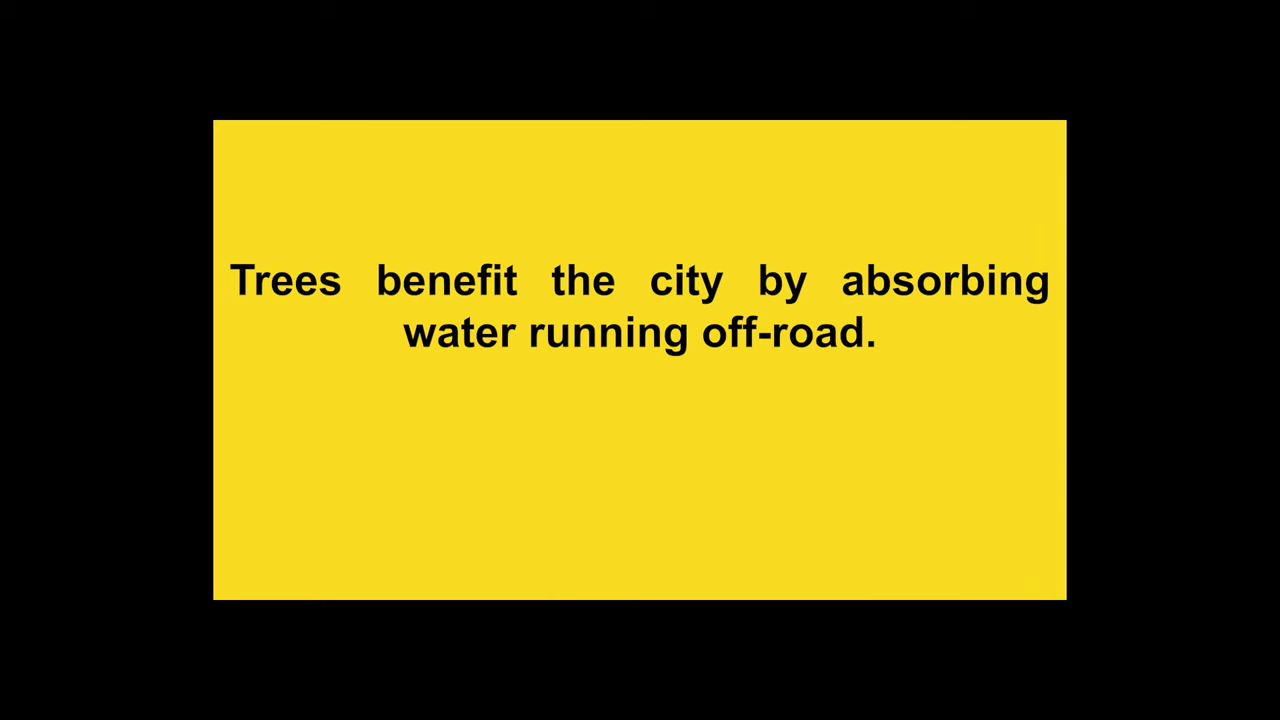 Trees benefit the city by absorbing
water running off-road.